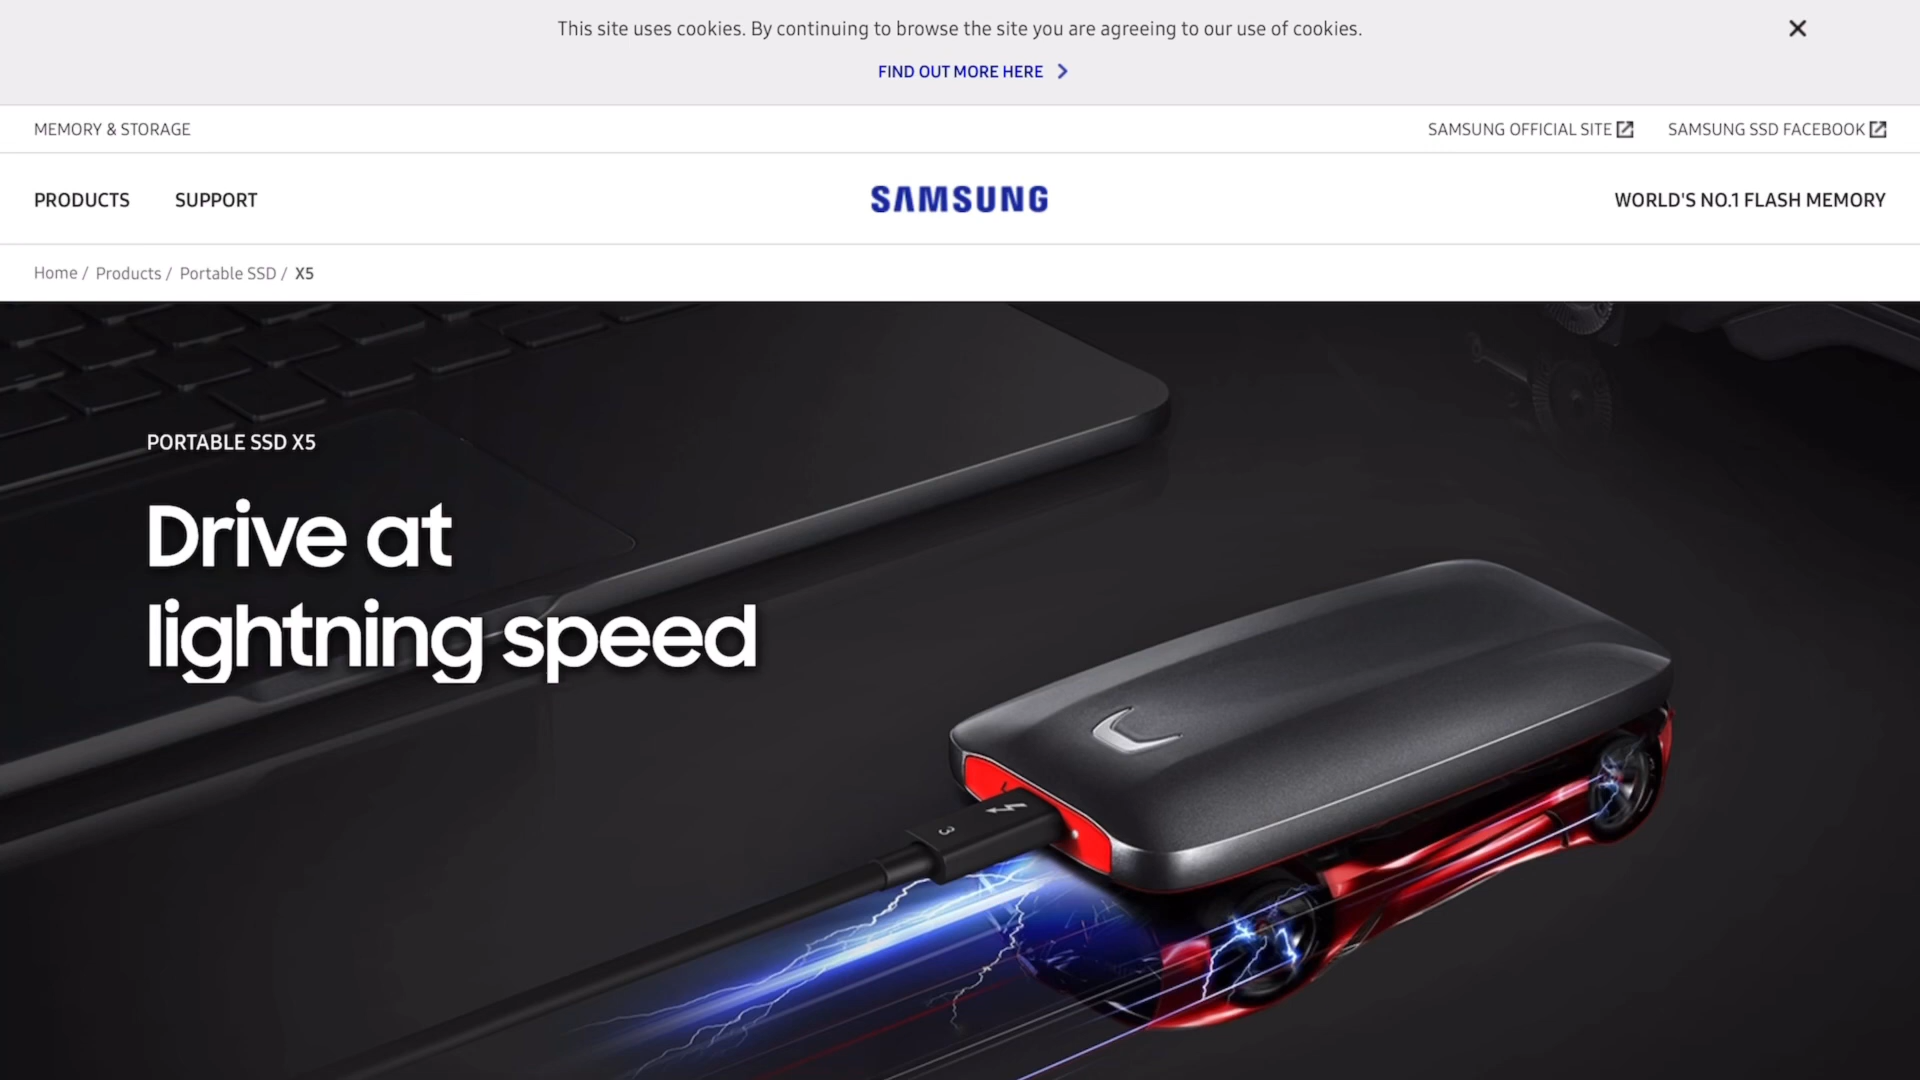 This site uses cookies. By continuing to browse the site you are agreeing to our use of cookies.
FIND OUT MORE HERE
MEMORY & STORAGE
SAMSUNG OFFICIAL SITE
SAMSUNG SSD FACEBOOK
PRODUCTS
SUPPORT
SAMSUNG
WORLD'S NO.1 FLASH MEMORY
Home / Products / Portable SSD / X5
PORTABLE SSD X5
Drive at
lightning speed
3